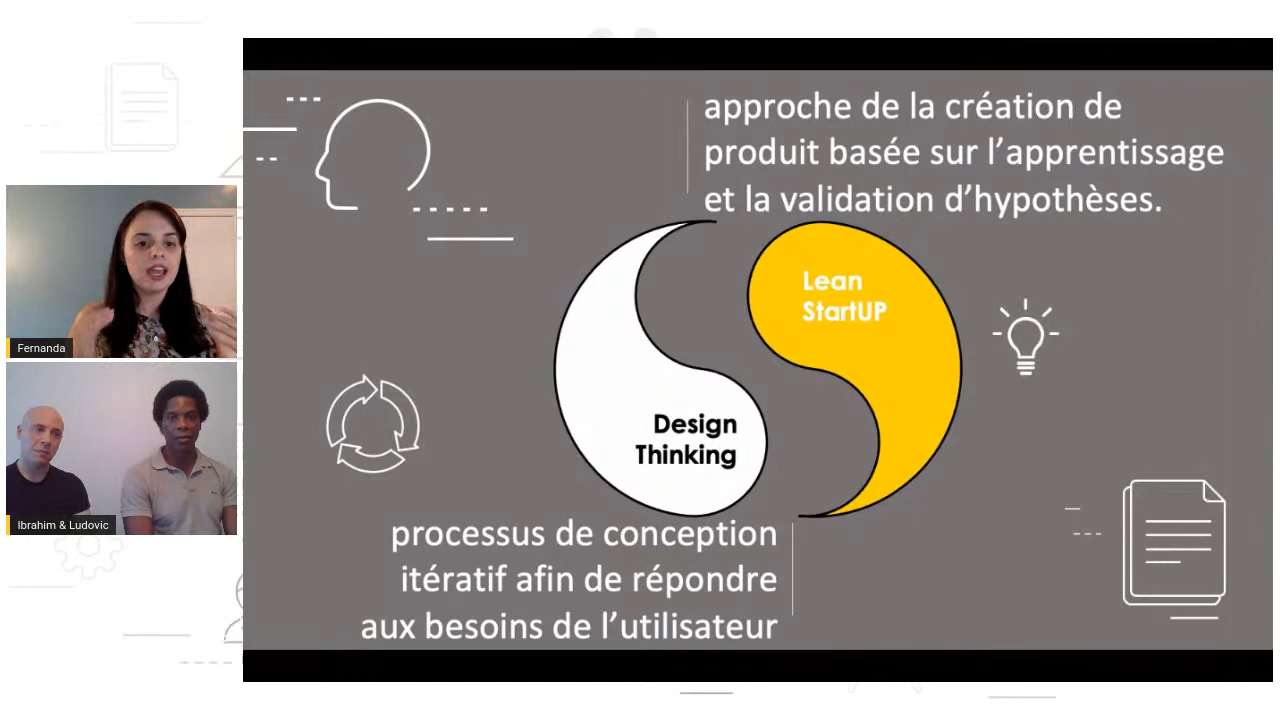 approche de la création de
produit basée sur l’apprentissage
et la validation d’hypothèses.
Lean
StartUP
Design
Thinking
processus de conception
itératif afin de répondre
aux besoins de l’utilisateur
Fernanda
Ibrahim & Ludovic